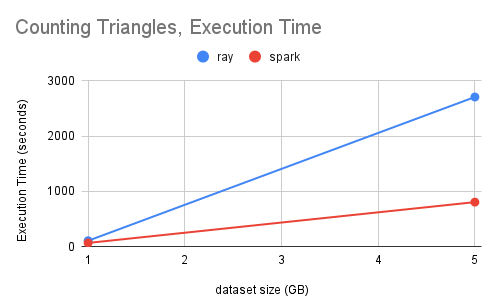 Counting Triangles, Execution Time
ray spark
Execution Time (seconds)
3000
2000
1000
0
1 2 3 4 5
dataset size (GB)